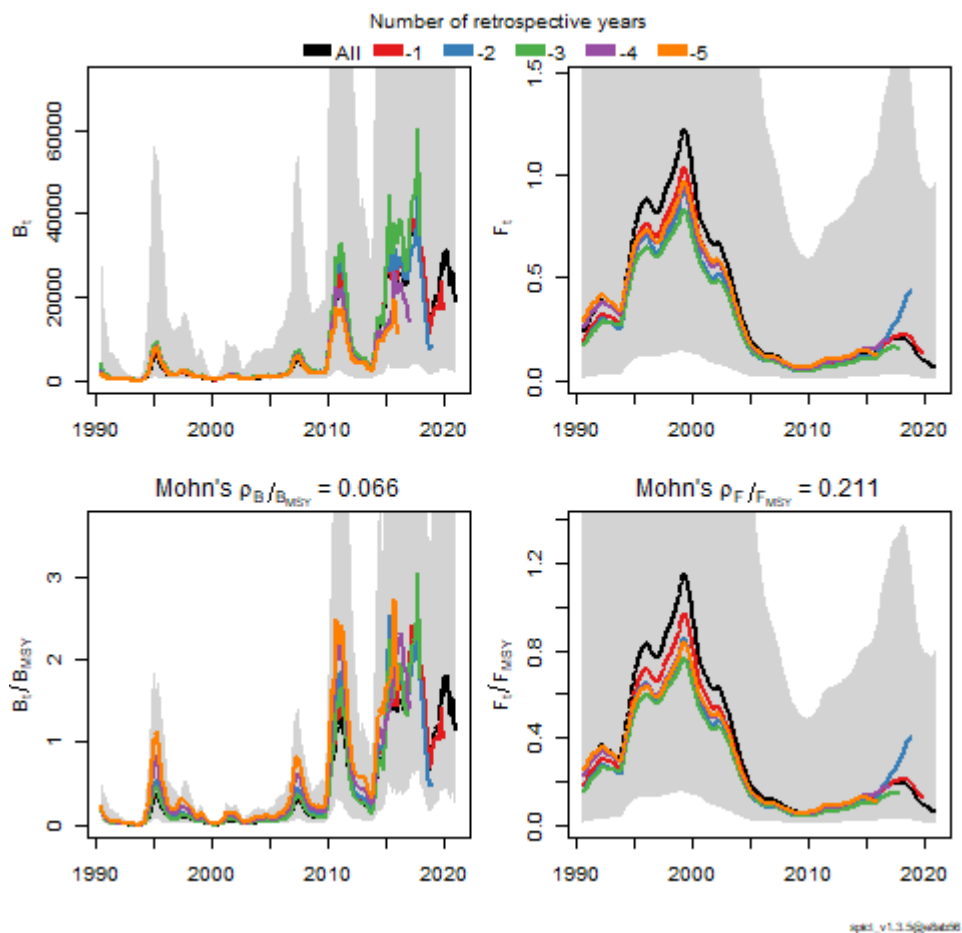 Number of retrospective years
All -1 -2 -3 -4 -5
Bt
0 20000 40000 60000
1990 2000 2010 2020
Ft
0.0 0.5 1.0 1.5
1990 2000 2010 2020
Mohn's ρB/BMSY = 0.066
Bt/BMSY
0 1 2 3
1990 2000 2010 2020
Mohn's ρF/FMSY = 0.211
Ft/FMSY
0.0 0.4 0.8 1.2
1990 2000 2010 2020